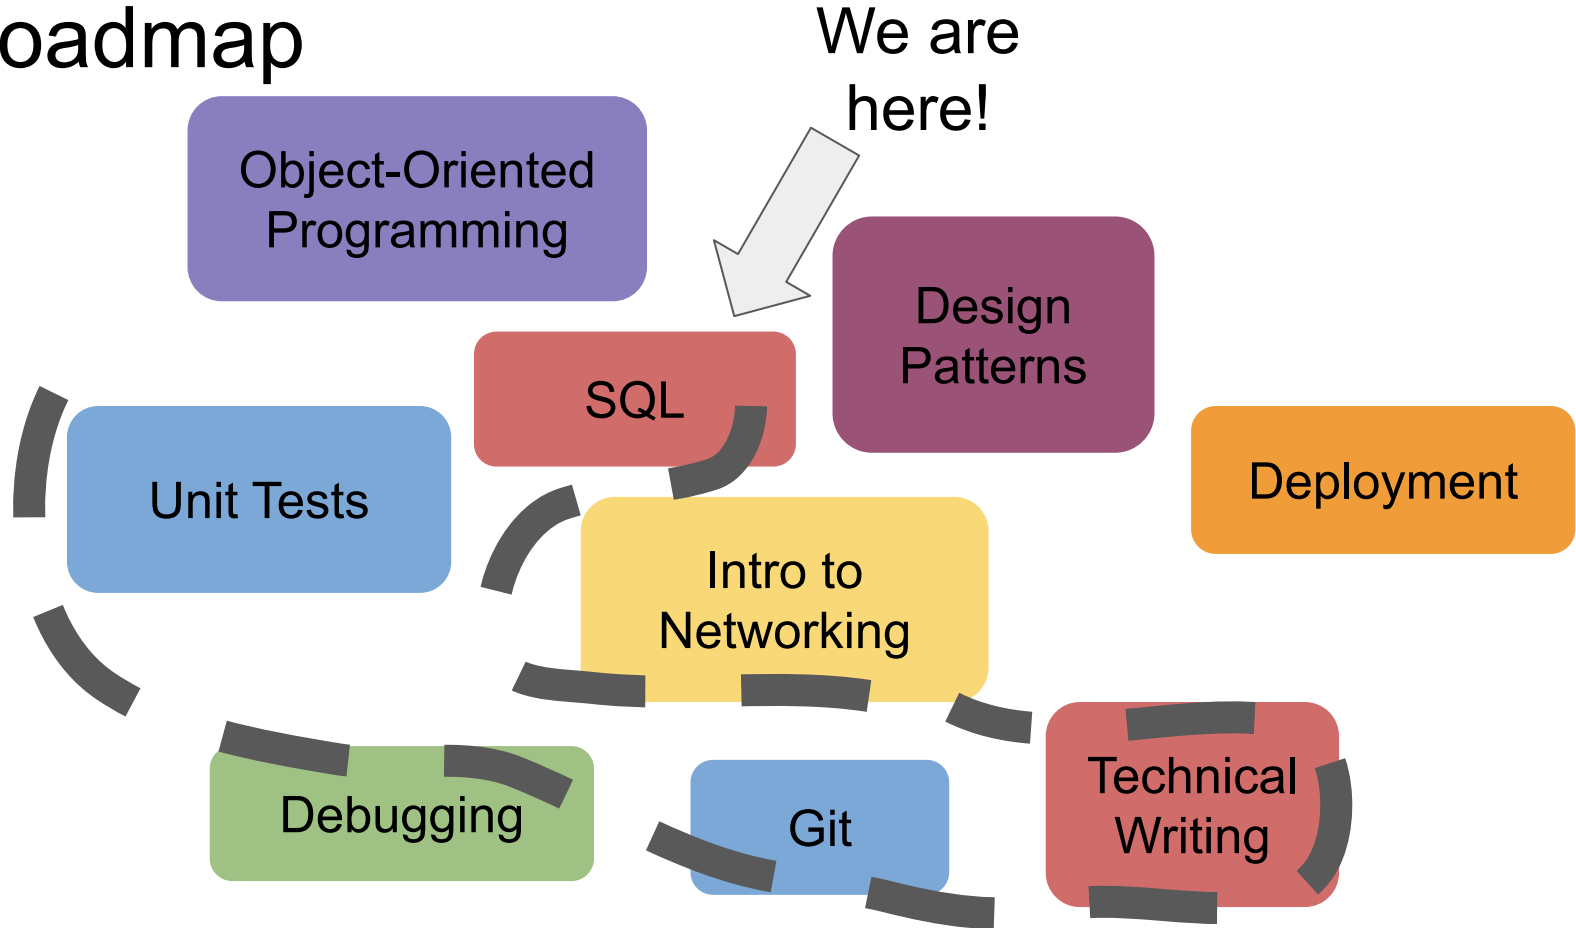 oadmap
We are
here!
Object-Oriented
Programming
Design
Patterns
SQL
Deployment
Unit Tests
Intro to
Networking
Technical
Writing
Debugging
Git